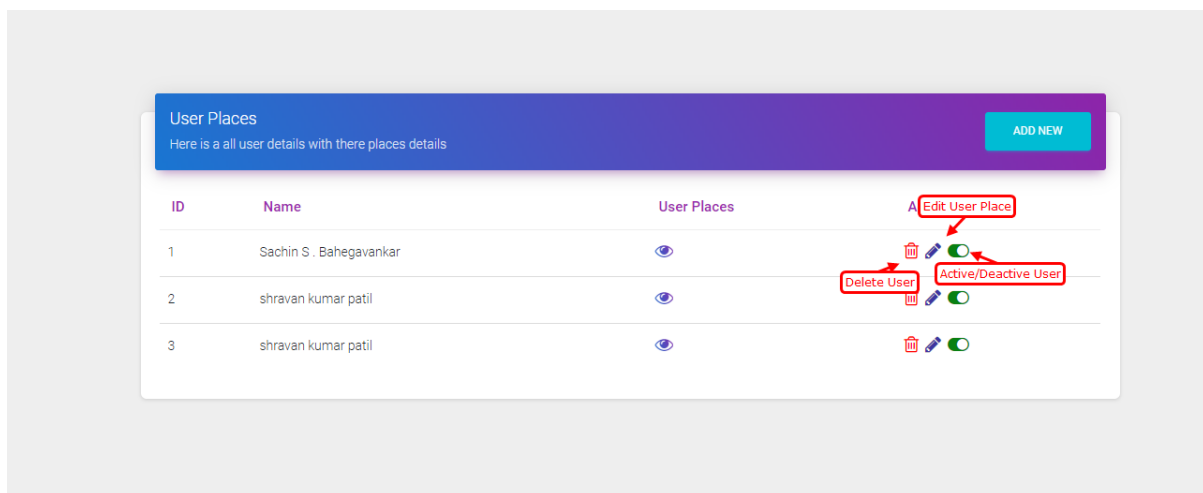 User Places
Here is a all user details with there places details
ADD NEW
ID Name User Places A
Edit User Place
1 Sachin S . Bahegavankar
Active/Deactive User
Delete User
2 shravan kumar patil
3 shravan kumar patil